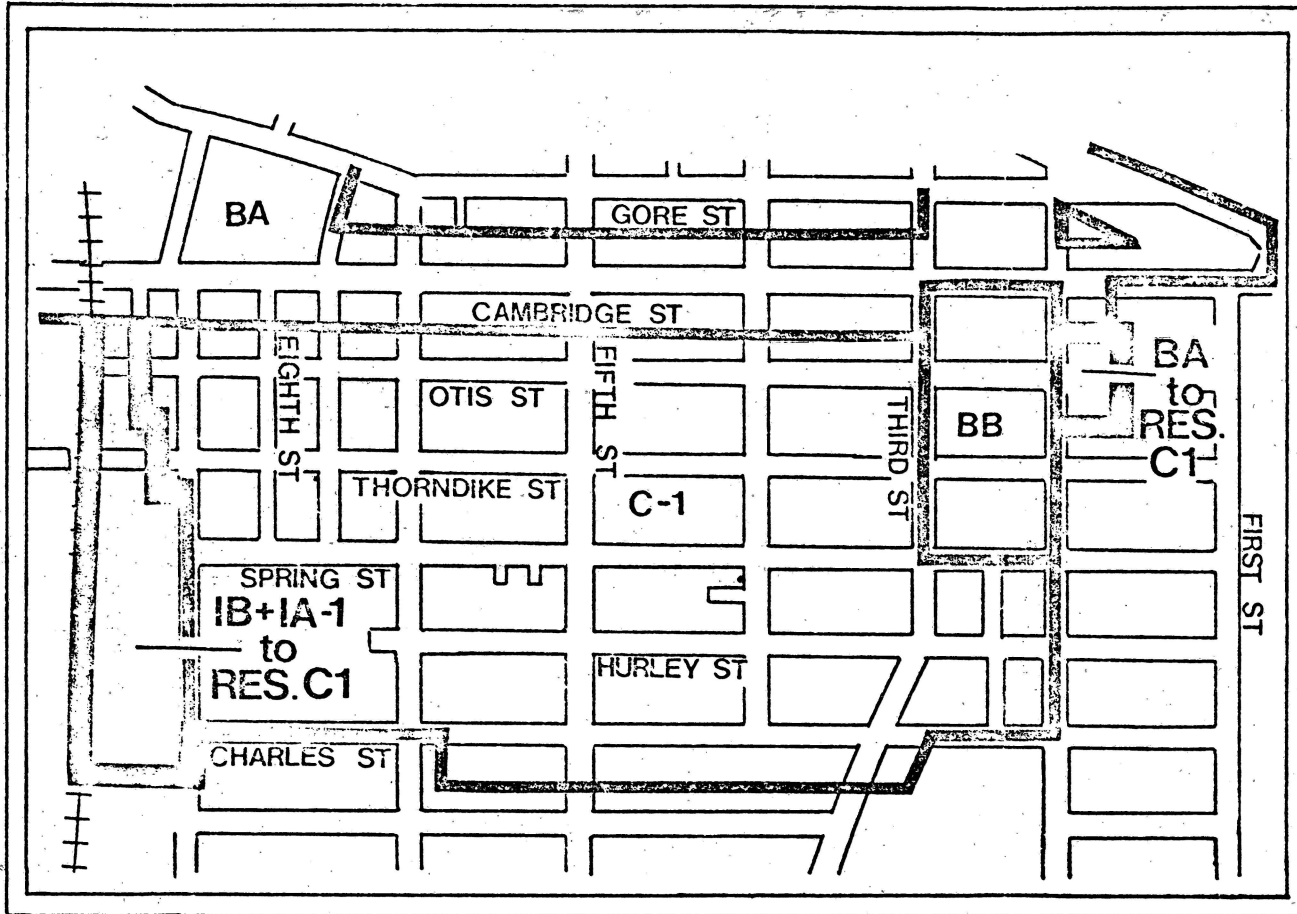 BA
GORE ST
CAMBRIDGE ST
EIGHTH ST
FIFTH ST
OTIS ST
THIRD ST
BB
BA
to
RES.
C1
THORNDIKE ST
C-1
FIRST ST
SPRING ST
IB+IA-1
to
RES. C1
HURLEY ST
CHARLES ST